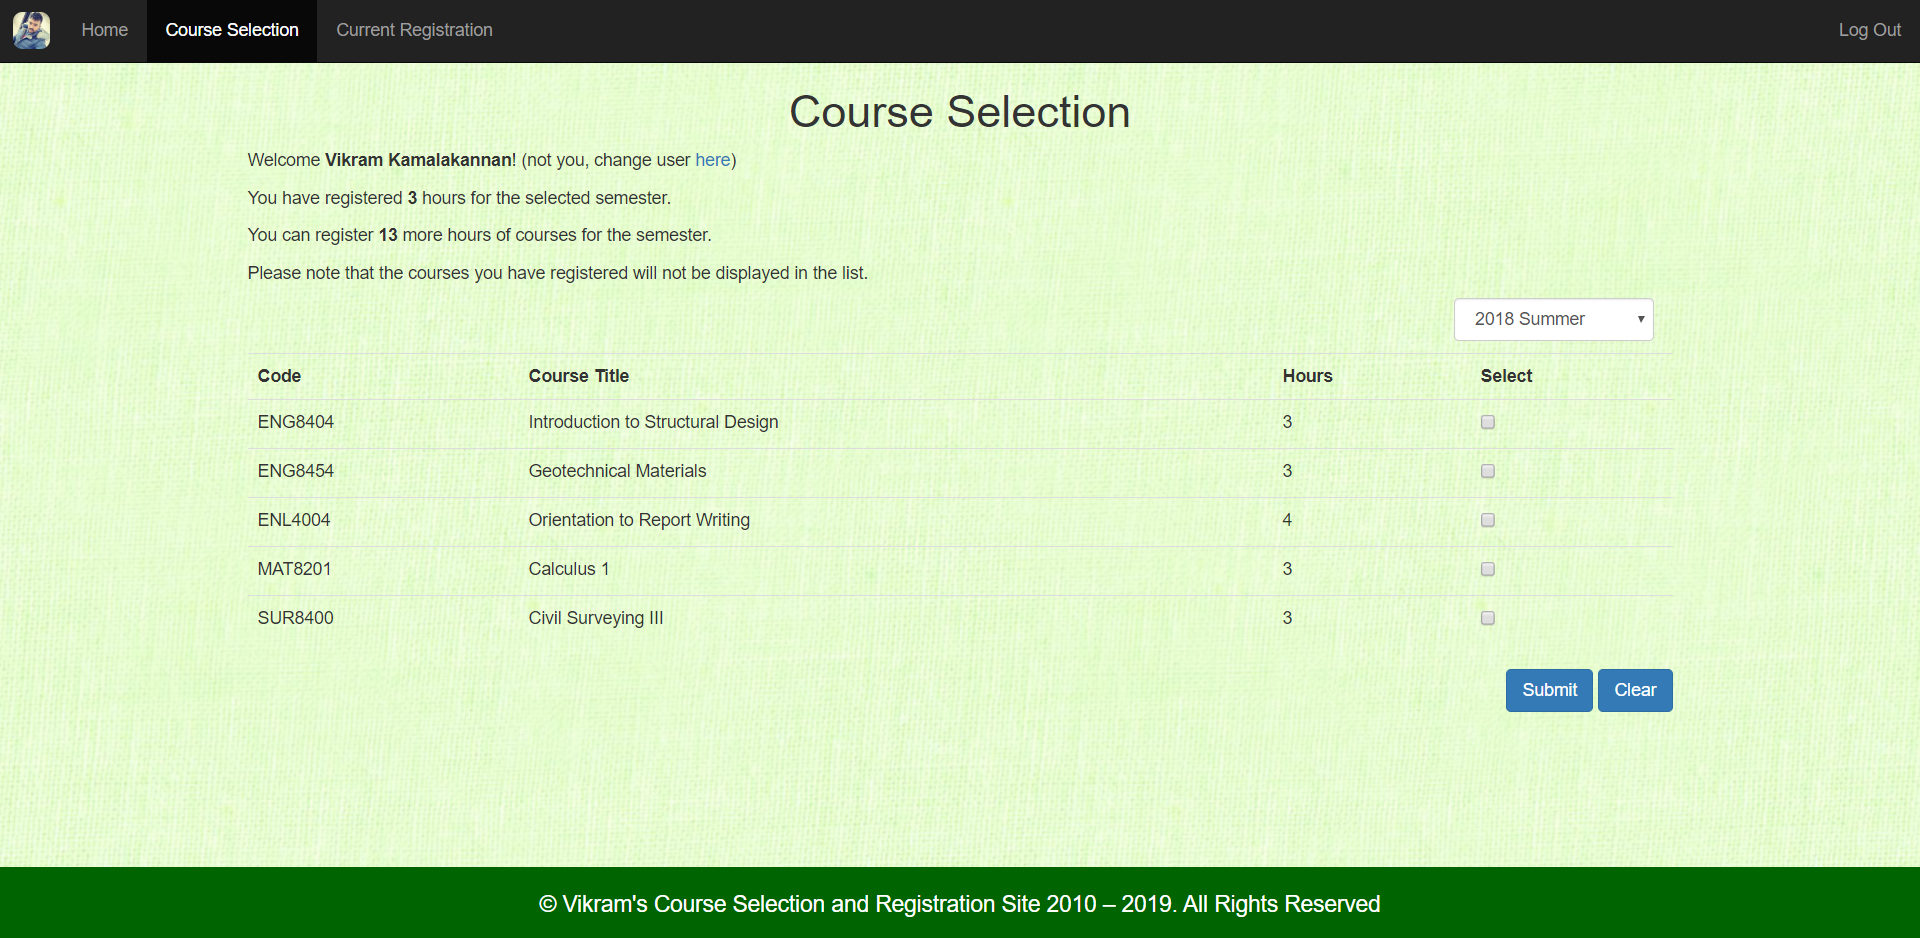 Home Course Selection Current Registration Log Out
Course Selection
Welcome Vikram Kamalakannan! (not you, change user here)
You have registered 3 hours for the selected semester.
You can register 13 more hours of courses for the semester.
Please note that the courses you have registered will not be displayed in the list.
2018 Summer
Code Course Title Hours Select
ENG8404 Introduction to Structural Design 3
ENG8454 Geotechnical Materials 3
ENL4004 Orientation to Report Writing 4
MAT8201 Calculus 1 3
SUR8400 Civil Surveying III 3
Submit Clear
© Vikram's Course Selection and Registration Site 2010 – 2019. All Rights Reserved